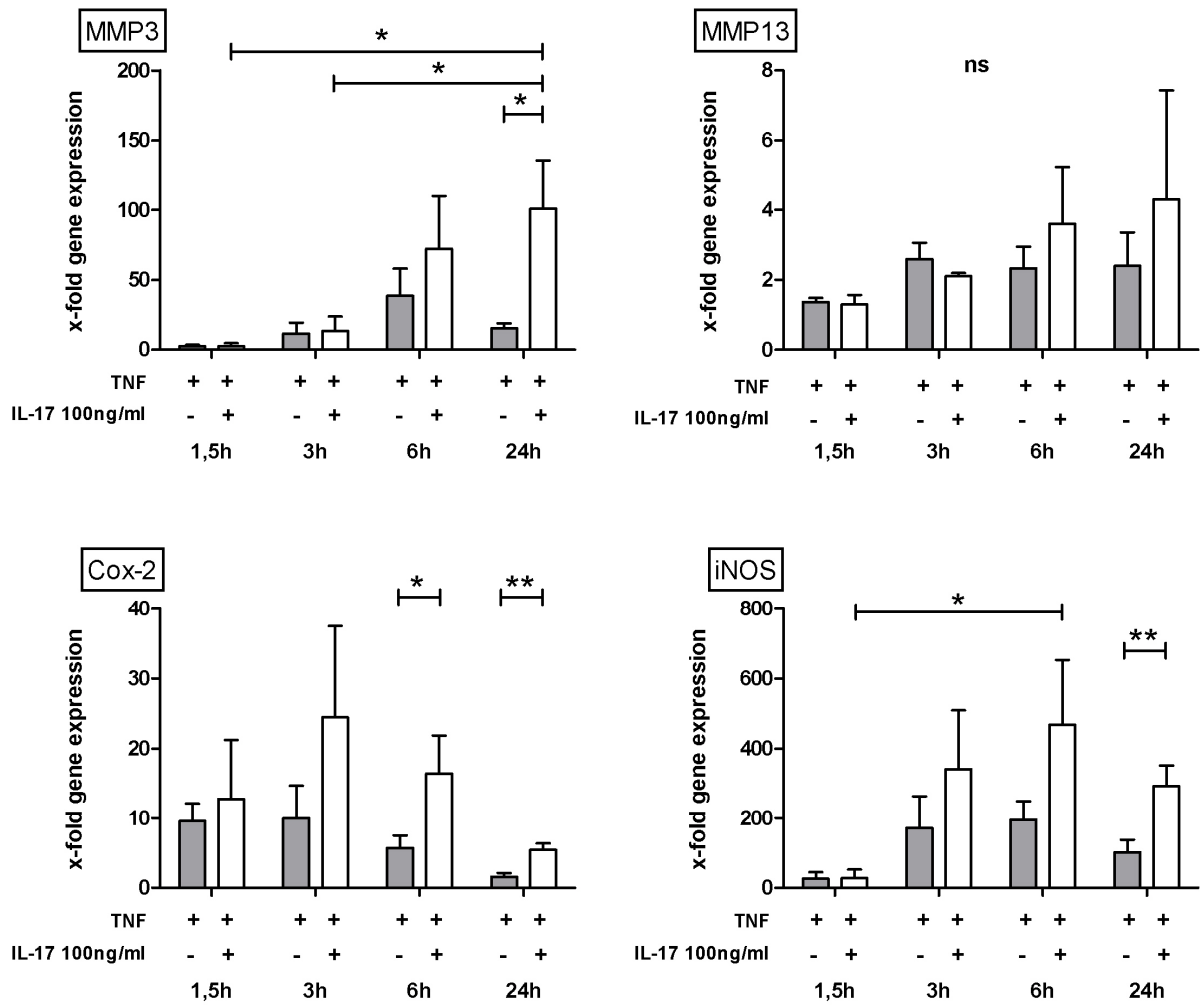 MMP3
*
*
*
x-fold gene expression
200
150
100
50
0
TNF + + + + + + + +
IL-17 100ng/ml - + - + - + - +
1,5h 3h 6h 24h
MMP13
ns
x-fold gene expression
8
6
4
2
0
TNF + + + + + + + +
IL-17 100ng/ml - + - + - + - +
1,5h 3h 6h 24h
Cox-2
* **
x-fold gene expression
40
30
20
10
0
TNF + + + + + + + +
IL-17 100ng/ml - + - + - + - +
1,5h 3h 6h 24h
iNOS
*
**
x-fold gene expression
800
600
400
200
0
TNF + + + + + + + +
IL-17 100ng/ml - + - + - + - +
1,5h 3h 6h 24h